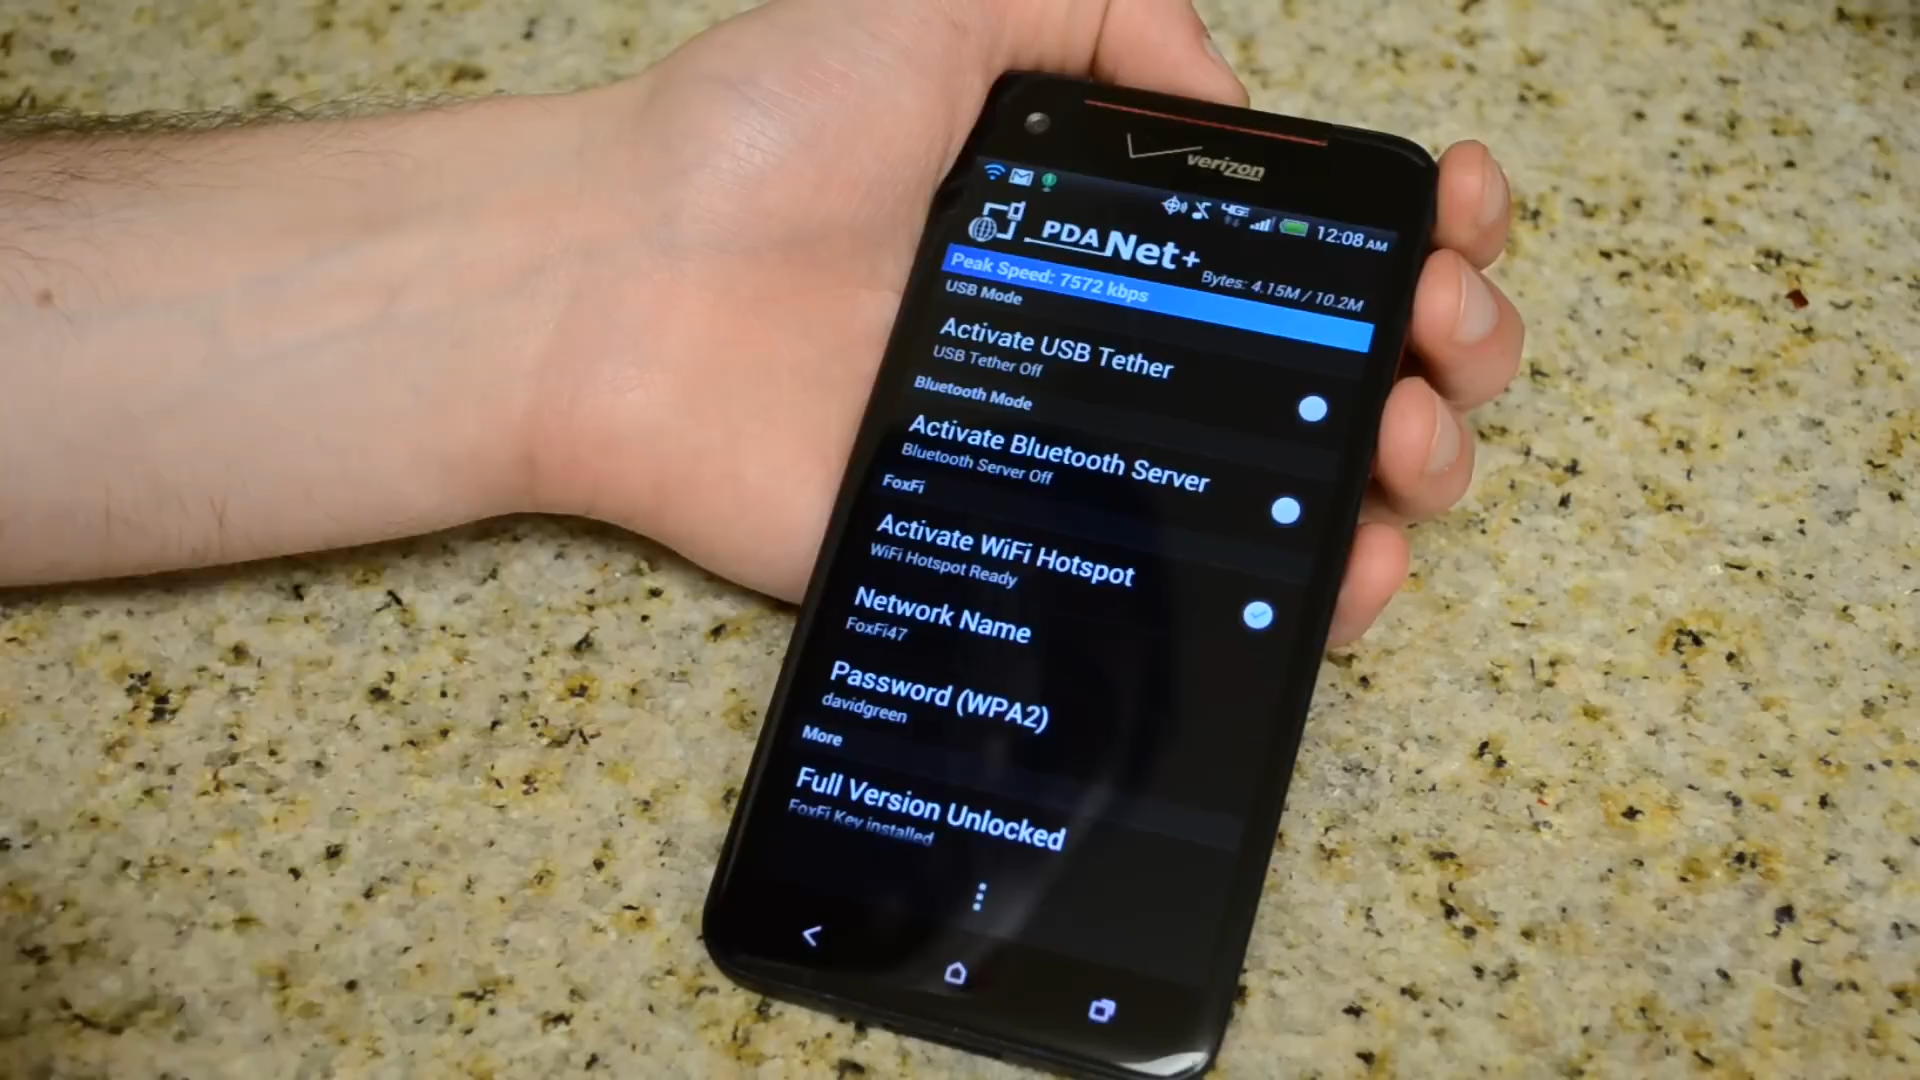 verizon
4G 12:08 AM
PDANet+
Bytes: 4.15M / 10.2M
Peak Speed: 7572 kbps
USB Mode
Activate USB Tether
USB Tether Off
Bluetooth Mode
Activate Bluetooth Server
Bluetooth Server Off
FoxFi
Activate WiFi Hotspot
WiFi Hotspot Ready
Network Name
FoxFi47
Password (WPA2)
davidgreen
More
Full Version Unlocked
FoxFi Key installed